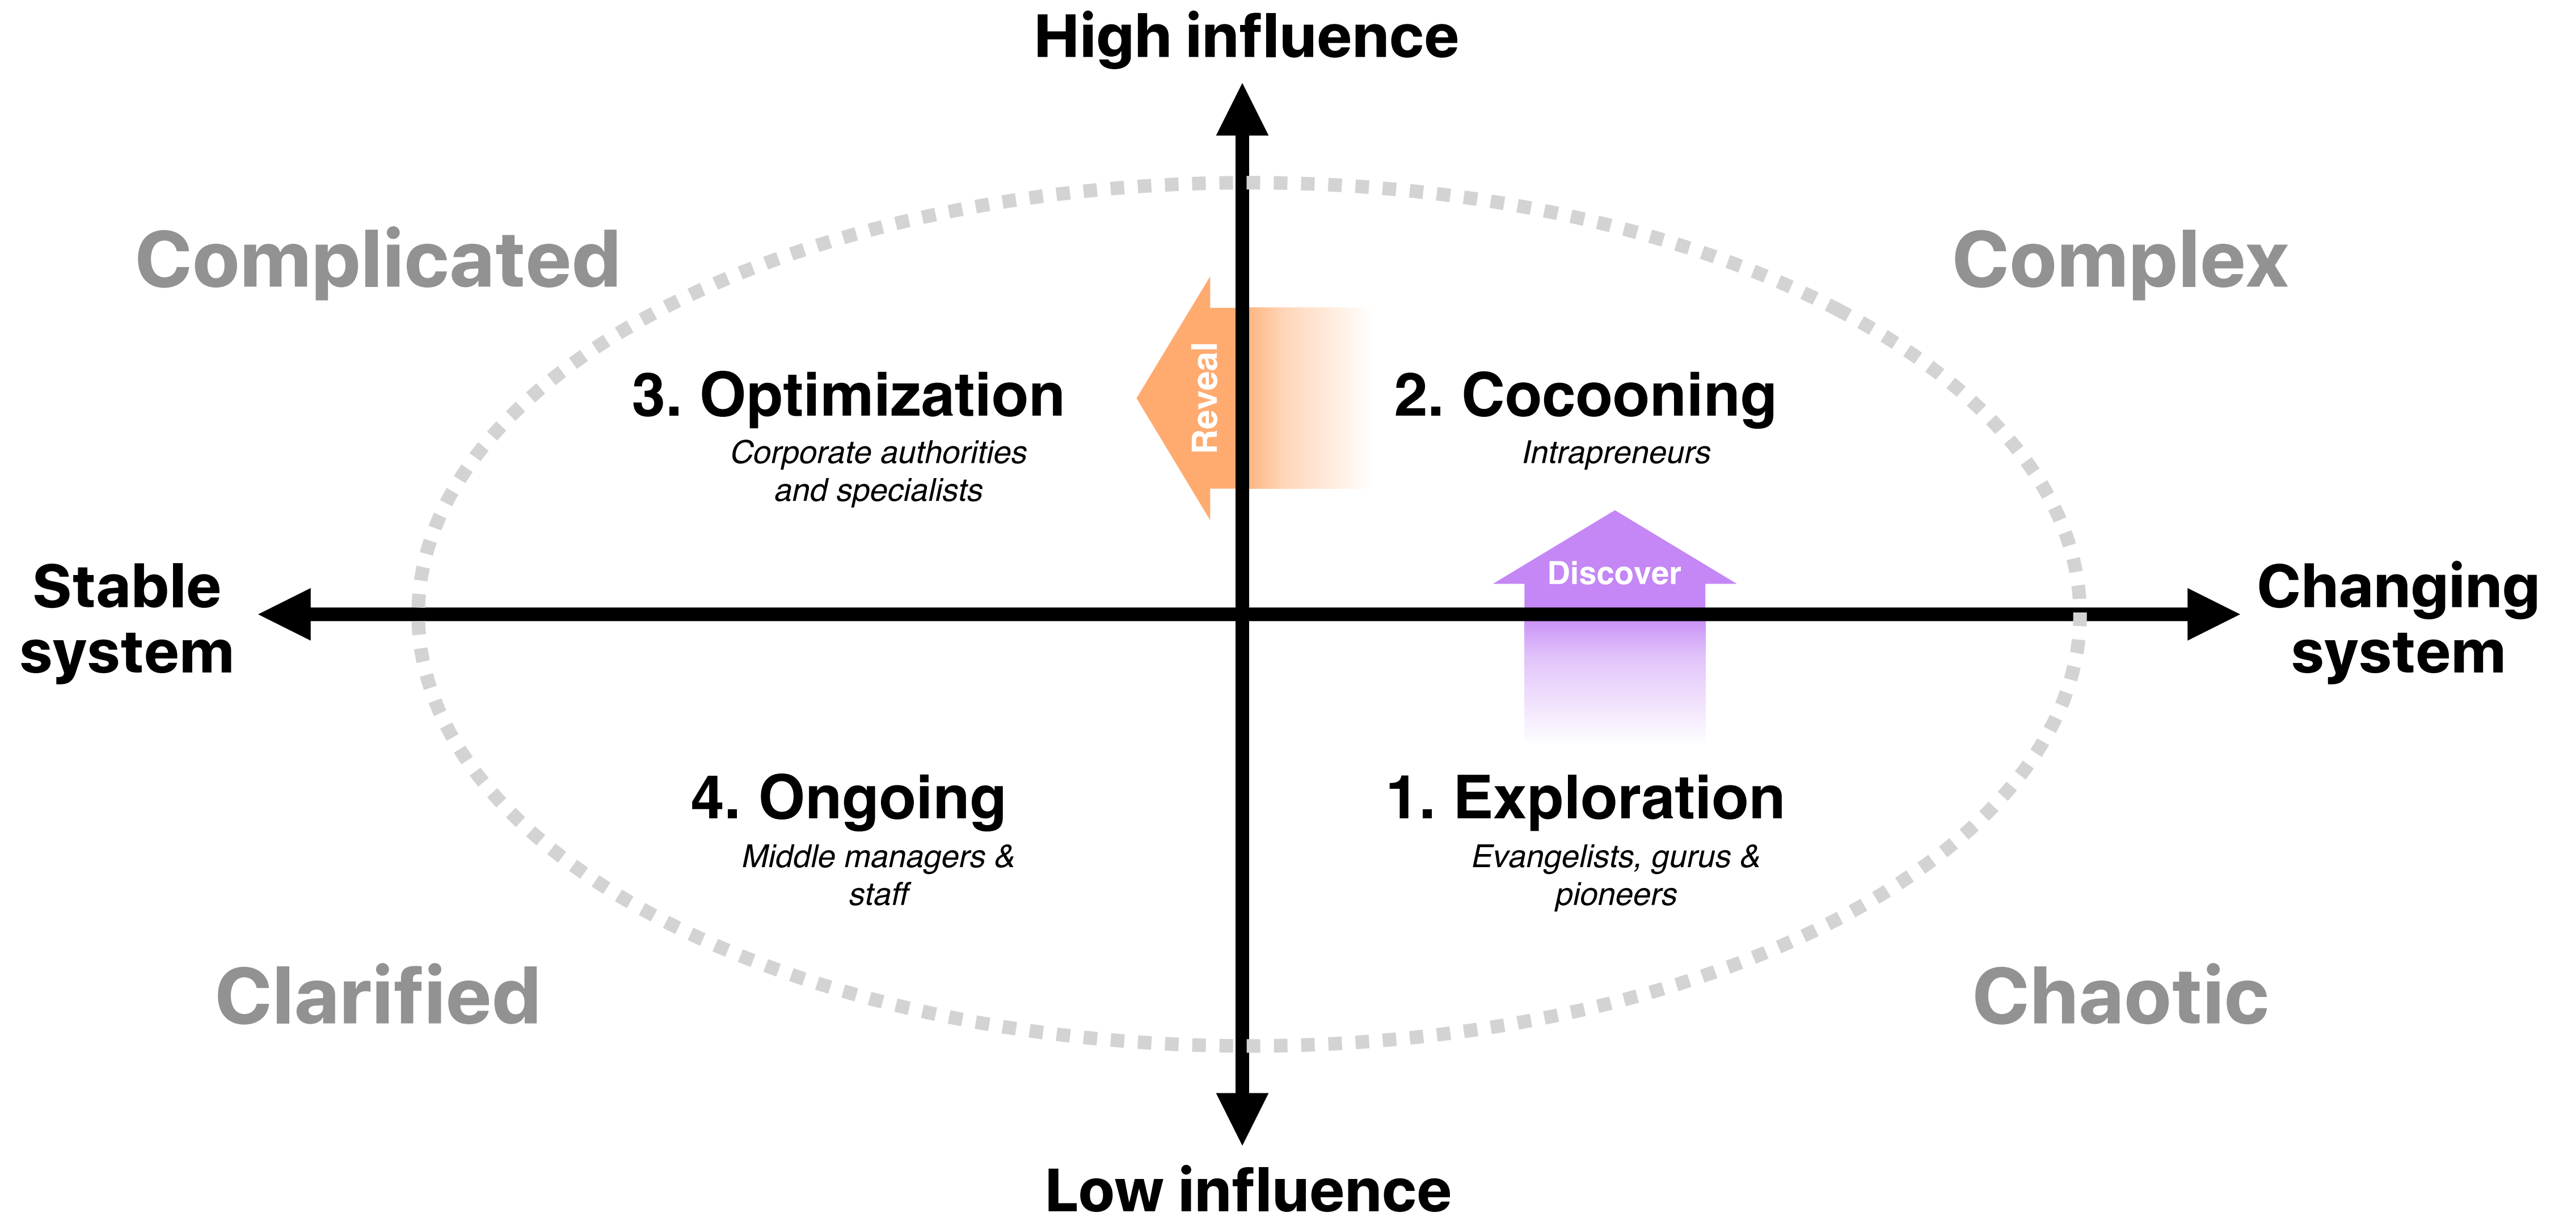 High influence
Complicated
Complex
Reveal
3. Optimization
Corporate authorities
and specialists
2. Cocooning
Intrapreneurs
Discover
Stable
system
Changing
system
4. Ongoing
Middle managers &
staff
1. Exploration
Evangelists, gurus &
pioneers
Clarified
Chaotic
Low influence